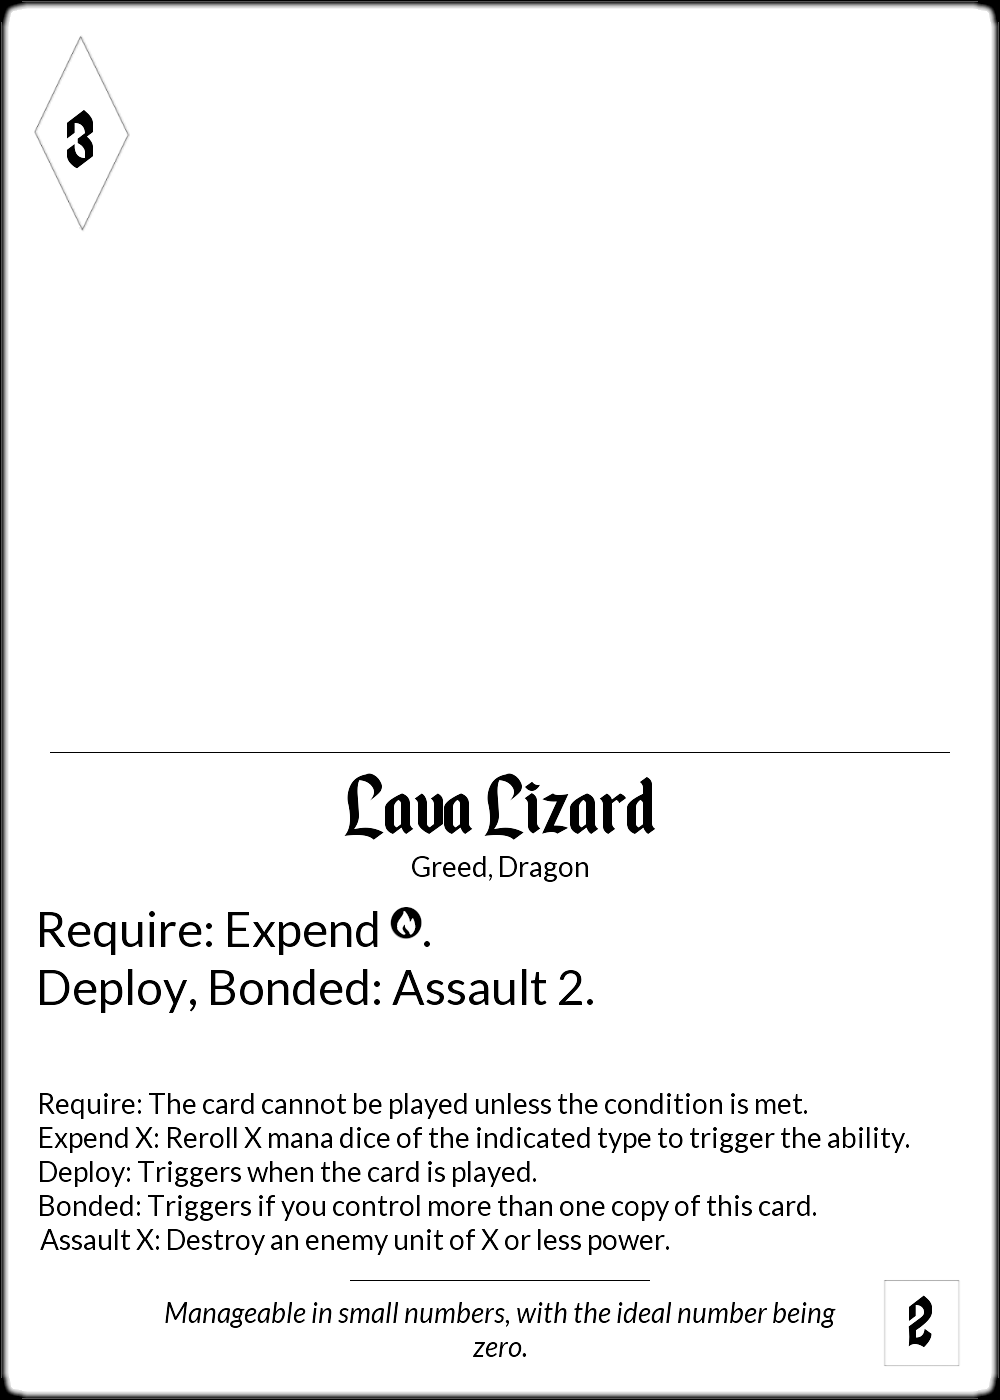 3
Lava Lizard
Greed, Dragon
Require: Expend .
Deploy, Bonded: Assault 2.
Require: The card cannot be played unless the condition is met.
Expend X: Reroll X mana dice of the indicated type to trigger the ability.
Deploy: Triggers when the card is played.
Bonded: Triggers if you control more than one copy of this card.
Assault X: Destroy an enemy unit of X or less power.
Manageable in small numbers, with the ideal number being
zero.
2